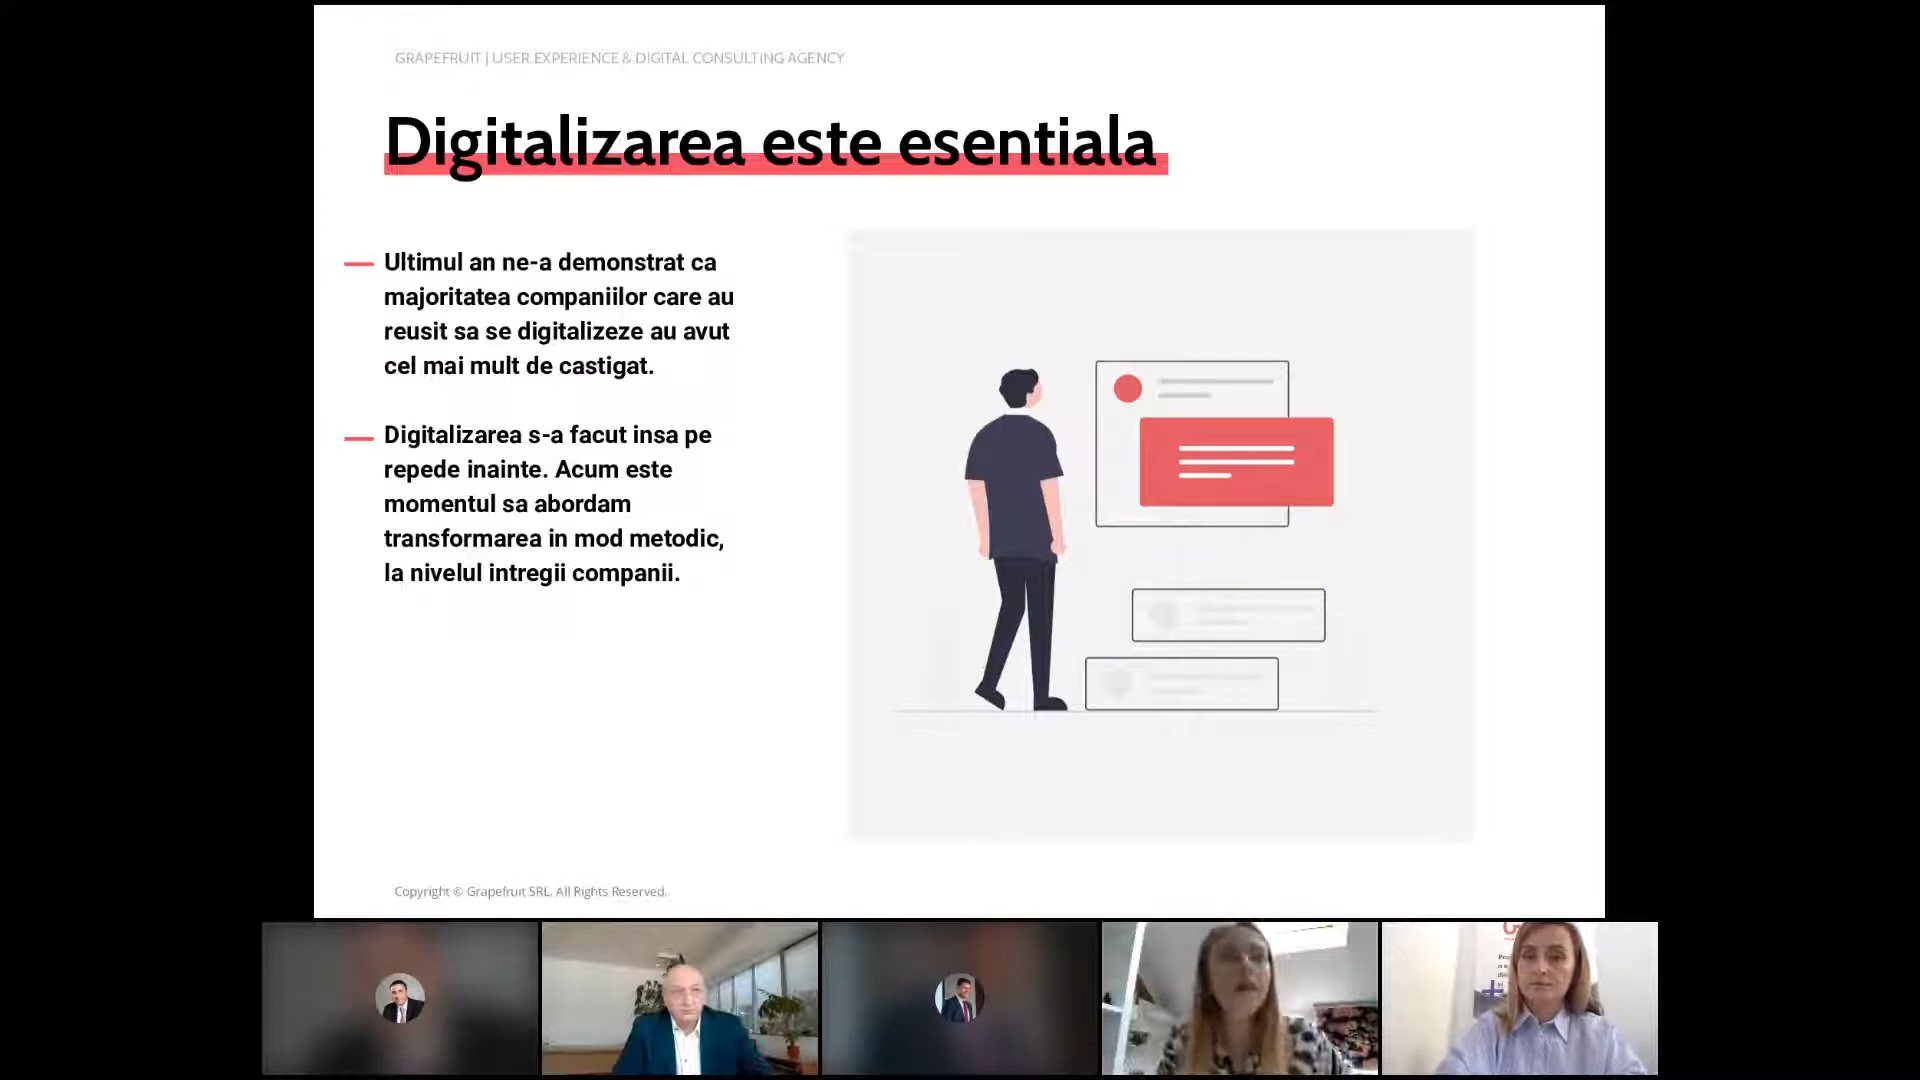 GRAPEFRUIT | USER EXPERIENCE & DIGITAL CONSULTING AGENCY
Digitalizarea este esentiala
Ultimul an ne-a demonstrat ca
majoritatea companiilor care au
reusit sa se digitalizeze au avut
cel mai mult de castigat.
Digitalizarea s-a facut insa pe
repede inainte. Acum este
momentul sa abordam
transformarea in mod metodic,
la nivelul intregii companii.
Copyright © Grapefruit SRL. All Rights Reserved.